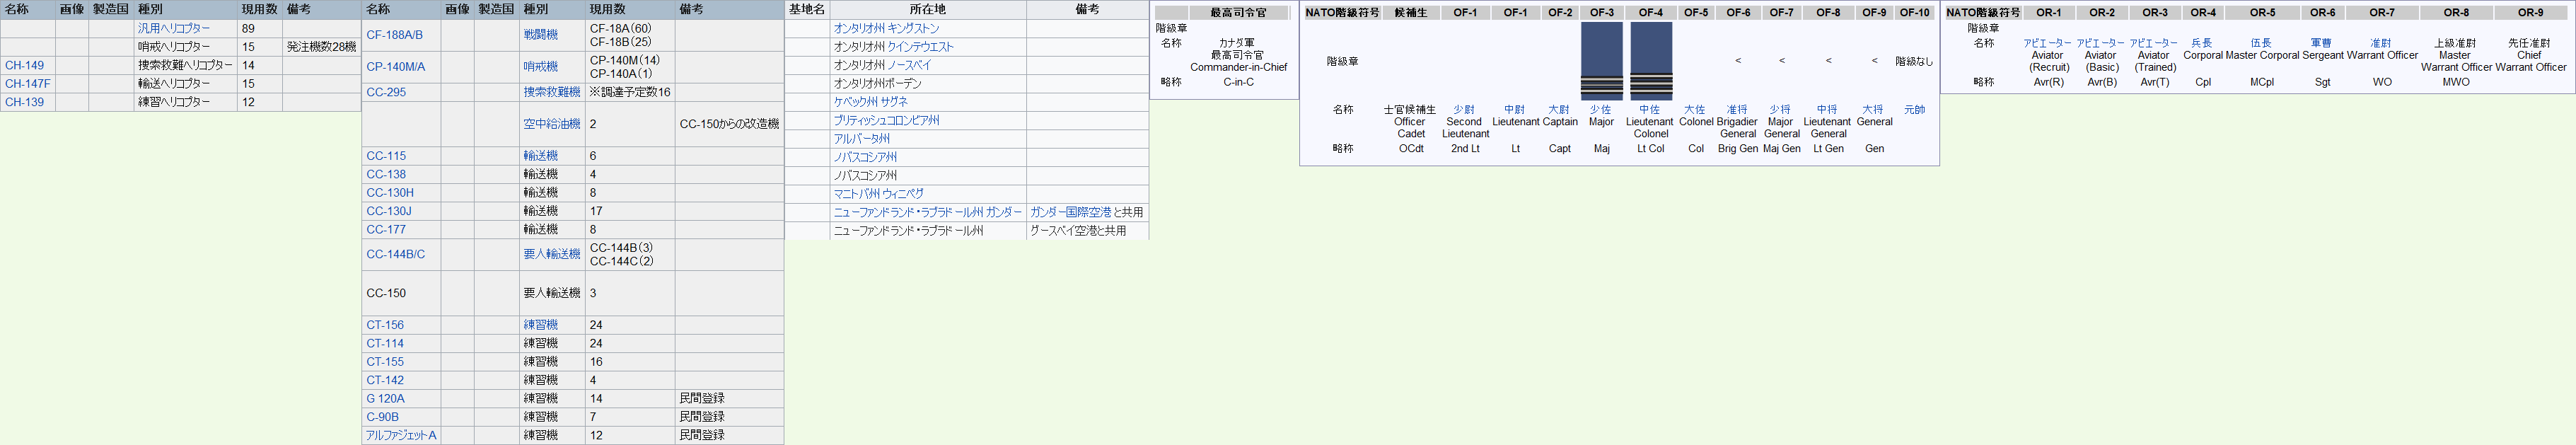 名称 画像 製造国 種別 現用数 備考
汎用ヘリコプター 89
哨戒ヘリコプター 15 発注機数28機
CH-149 捜索救難ヘリコプター 14
CH-147F 輸送ヘリコプター 15
CH-139 練習ヘリコプター 12
名称 画像 製造国 種別 現用数 備考
CF-188A/B 戦闘機 CF-18A(60)
CF-18B(25)
CP-140M/A 哨戒機 CP-140M(14)
CP-140A(1)
CC-295 捜索救難機 ※調達予定数16
空中給油機 2 CC-150からの改造機
CC-115 輸送機 6
CC-138 輸送機 4
CC-130H 輸送機 8
CC-130J 輸送機 17
CC-177 輸送機 8
CC-144B/C 要人輸送機 CC-144B(3)
CC-144C(2)
CC-150 要人輸送機 3
CT-156 練習機 24
CT-114 練習機 24
CT-155 練習機 16
CT-142 練習機 4
G 120A 練習機 14 民間登録
C-90B 練習機 7 民間登録
アルファジェットA 練習機 12 民間登録
基地名 所在地 備考
オンタリオ州 キングストン
オンタリオ州 クインテウエスト
オンタリオ州 ノースベイ
オンタリオ州ボーデン
ケベック州 サグネ
ブリティッシュコロンビア州
アルバータ州
ノバスコシア州
ノバスコシア州
マニトバ州 ウィニペグ
ニューファンドランド・ラブラドール州 ガンダー ガンダー国際空港 と共用
ニューファンドランド・ラブラドール州 グースベイ空港と共用
最高司令官
階級章
名称 カナダ軍
最高司令官
Commander-in-Chief
略称 C-in-C
NATO階級符号 候補生 OF-1 OF-1 OF-2 OF-3 OF-4 OF-5 OF-6 OF-7 OF-8 OF-9 OF-10
階級章 < < < < 階級なし
名称 士官候補生 少尉 中尉 大尉 少佐 中佐 大佐 准将 少将 中将 大将 元帥
Officer Second Lieutenant Captain Major Lieutenant Colonel Brigadier Major Lieutenant General
Cadet Lieutenant Colonel General General General
略称 OCdt 2nd Lt Lt Capt Maj Lt Col Col Brig Gen Maj Gen Lt Gen Gen
NATO階級符号 OR-1 OR-2 OR-3 OR-4 OR-5 OR-6 OR-7 OR-8 OR-9
階級章
名称 アビエーター アビエーター アビエーター 兵長 伍長 軍曹 准尉 上級准尉 先任准尉
Aviator Aviator Aviator Corporal Master Corporal Sergeant Warrant Officer Master Chief
(Recruit) (Basic) (Trained) Warrant Officer Warrant Officer
略称 Avr(R) Avr(B) Avr(T) Cpl MCpl Sgt WO MWO